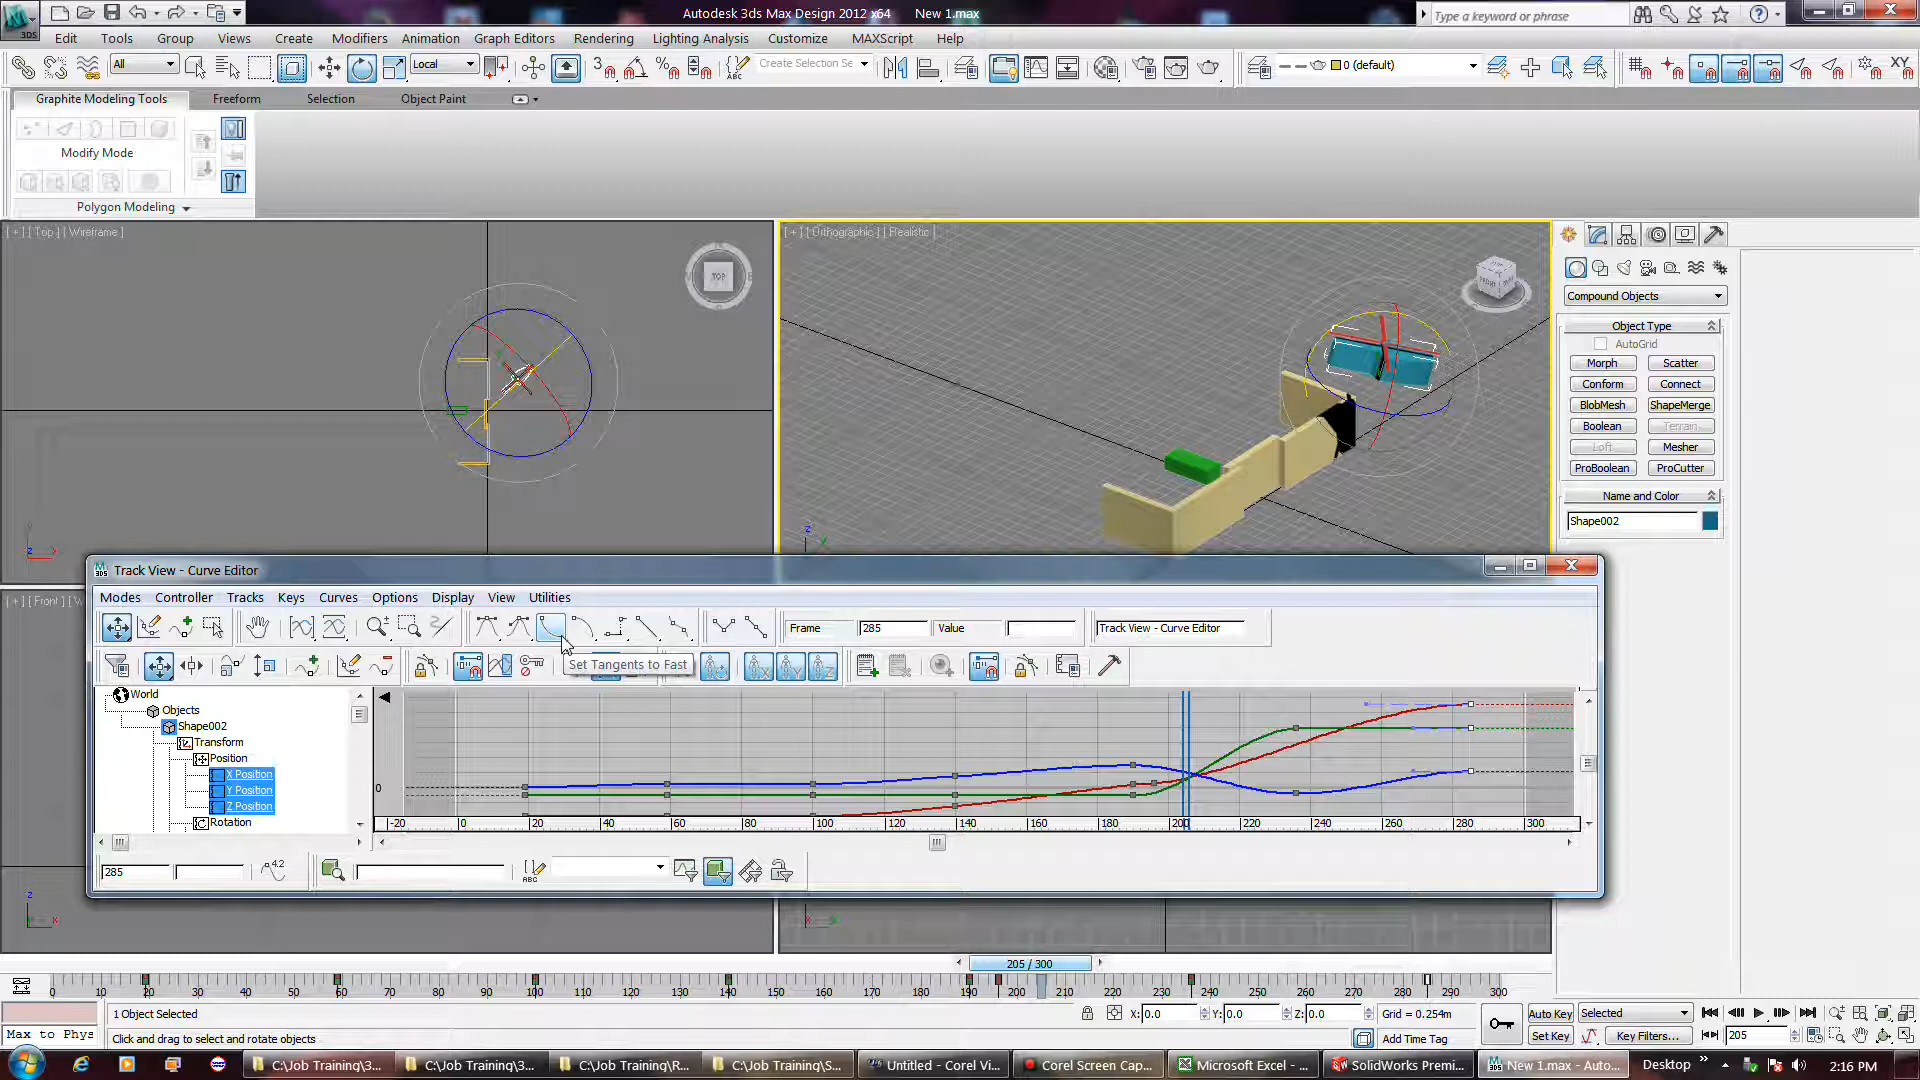 Autodesk 3ds Max Design 2012 x64 New 1.max
Type a keyword or phrase
Edit Tools Group Views Create Modifiers Animation Graph Editors Rendering Lighting Analysis Customize MAXScript Help
All Local Create Selection Se 0 (default)
Graphite Modeling Tools Freeform Selection Object Paint
Modify Mode
Polygon Modeling
[ + ] [ Top ] [ Wireframe ]
TOP
[ + ] [ Orthographic ] [ Realistic ]
Compound Objects
Object Type
AutoGrid
Morph Scatter
Conform Connect
BlobMesh ShapeMerge
Boolean Terrain
Loft Mesher
ProBoolean ProCutter
Name and Color
Shape002
Track View - Curve Editor
Modes Controller Tracks Keys Curves Options Display View Utilities
Frame 285 Value Track View - Curve Editor
Set Tangents to Fast
World
Objects
Shape002
Transform
Position
X Position
Y Position
Z Position
Rotation
0
-20 0 20 40 60 80 100 120 140 160 180 200 220 240 260 280 300
285 4.2 ABC
[ + ] [ Front ] [ W
205 / 300
0 20 30 40 50 60 70 80 90 100 110 120 130 140 150 160 170 180 190 200 210 220 230 240 250 260 270 280 290 300
1 Object Selected X: 0.0 Y: 0.0 Z: 0.0 Grid = 0.254m Auto Key Selected
Max to Phys Click and drag to select and rotate objects Add Time Tag Set Key Key Filters... 205
C:\Job Training\3... C:\Job Training\3... C:\Job Training\R... C:\Job Training\S... Untitled - Corel Vi... Corel Screen Cap... Microsoft Excel - ... SolidWorks Premi... New 1.max - Auto... Desktop 2:16 PM